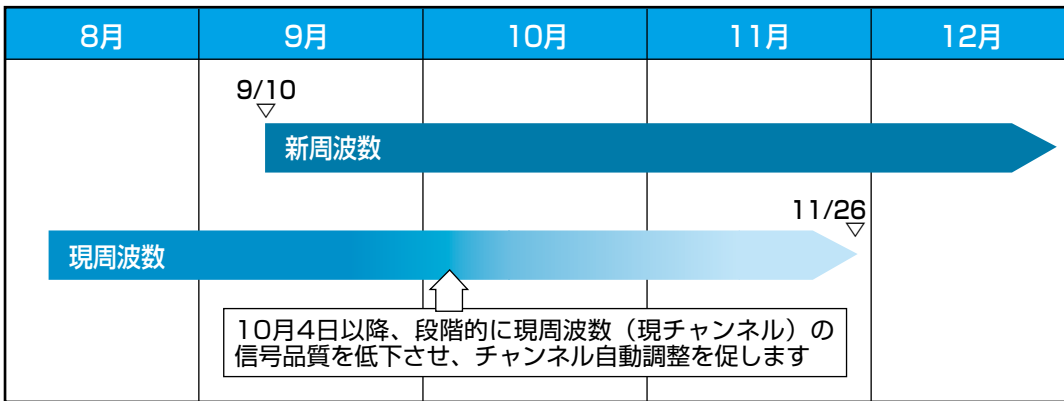 8月 9月 10月 11月 12月
9/10
新周波数
11/26
現周波数
10月4日以降、段階的に現周波数（現チャンネル）の
信号品質を低下させ、チャンネル自動調整を促します